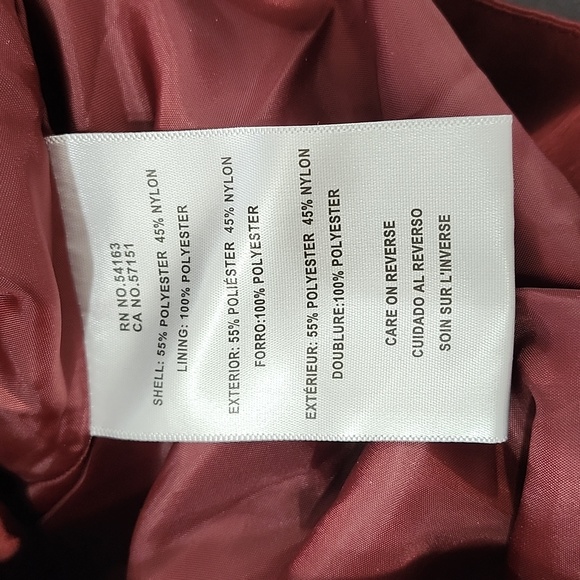 RN NO.54163
CA NO.57151
SHELL: 55% POLYESTER 45% NYLON
LINING: 100% POLYESTER
EXTERIOR: 55% POLIÉSTER 45% NYLON
FORRO:100% POLYESTER
EXTÉRIEUR: 55% POLYESTER 45% NYLON
DOUBLURE:100% POLYESTER
CARE ON REVERSE
CUIDADO AL REVERSO
SOIN SUR L'INVERSE